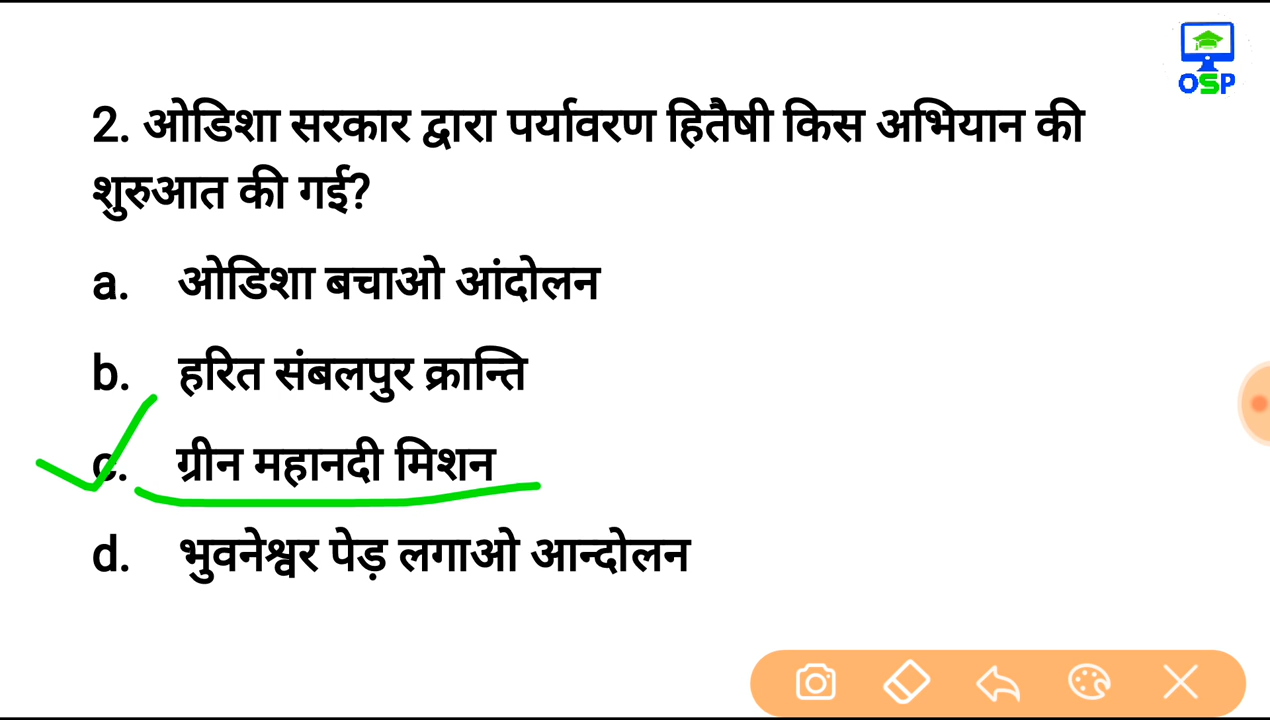 OSP
2. ओडिशा सरकार द्वारा पर्यावरण हितैषी किस अभियान की
शुरुआत की गई?
a. ओडिशा बचाओ आंदोलन
b. हरित संबलपुर क्रान्ति
c. ग्रीन महानदी मिशन
d. भुवनेश्वर पेड़ लगाओ आन्दोलन